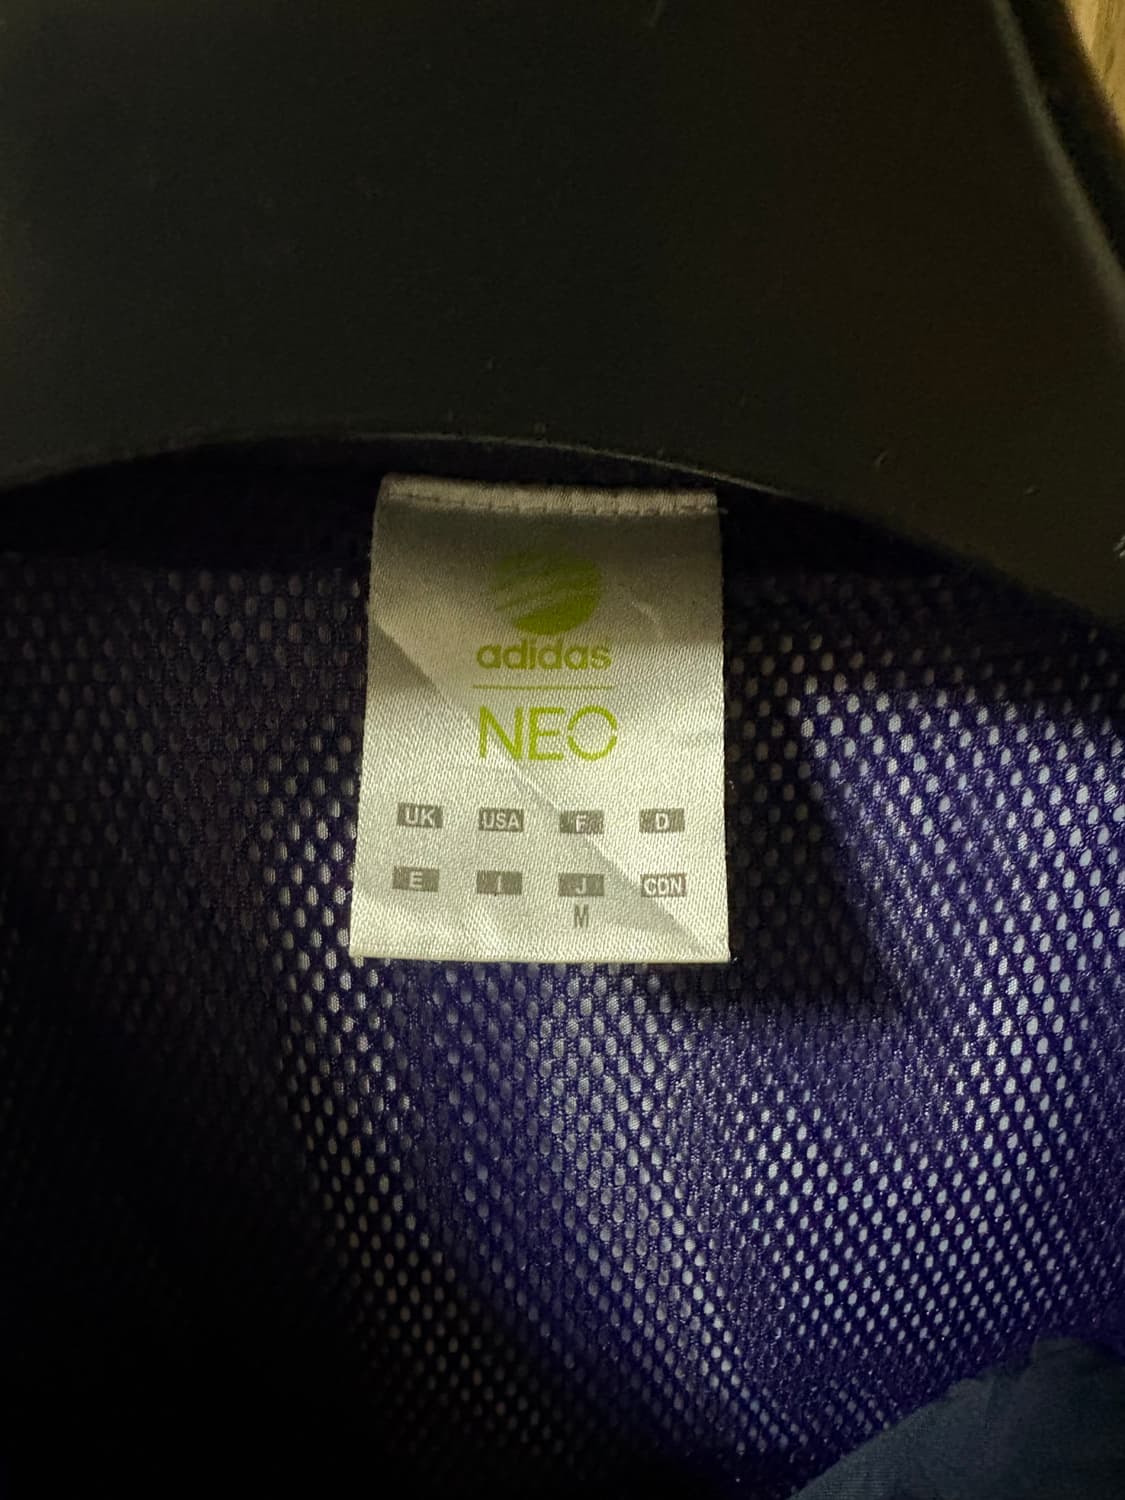 adidas
NEO
UK USA F D
E I J CDN
M